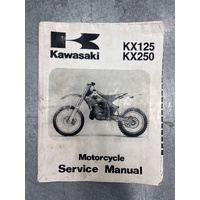 Kawasaki
KX125
KX250
Motorcycle
Service Manual